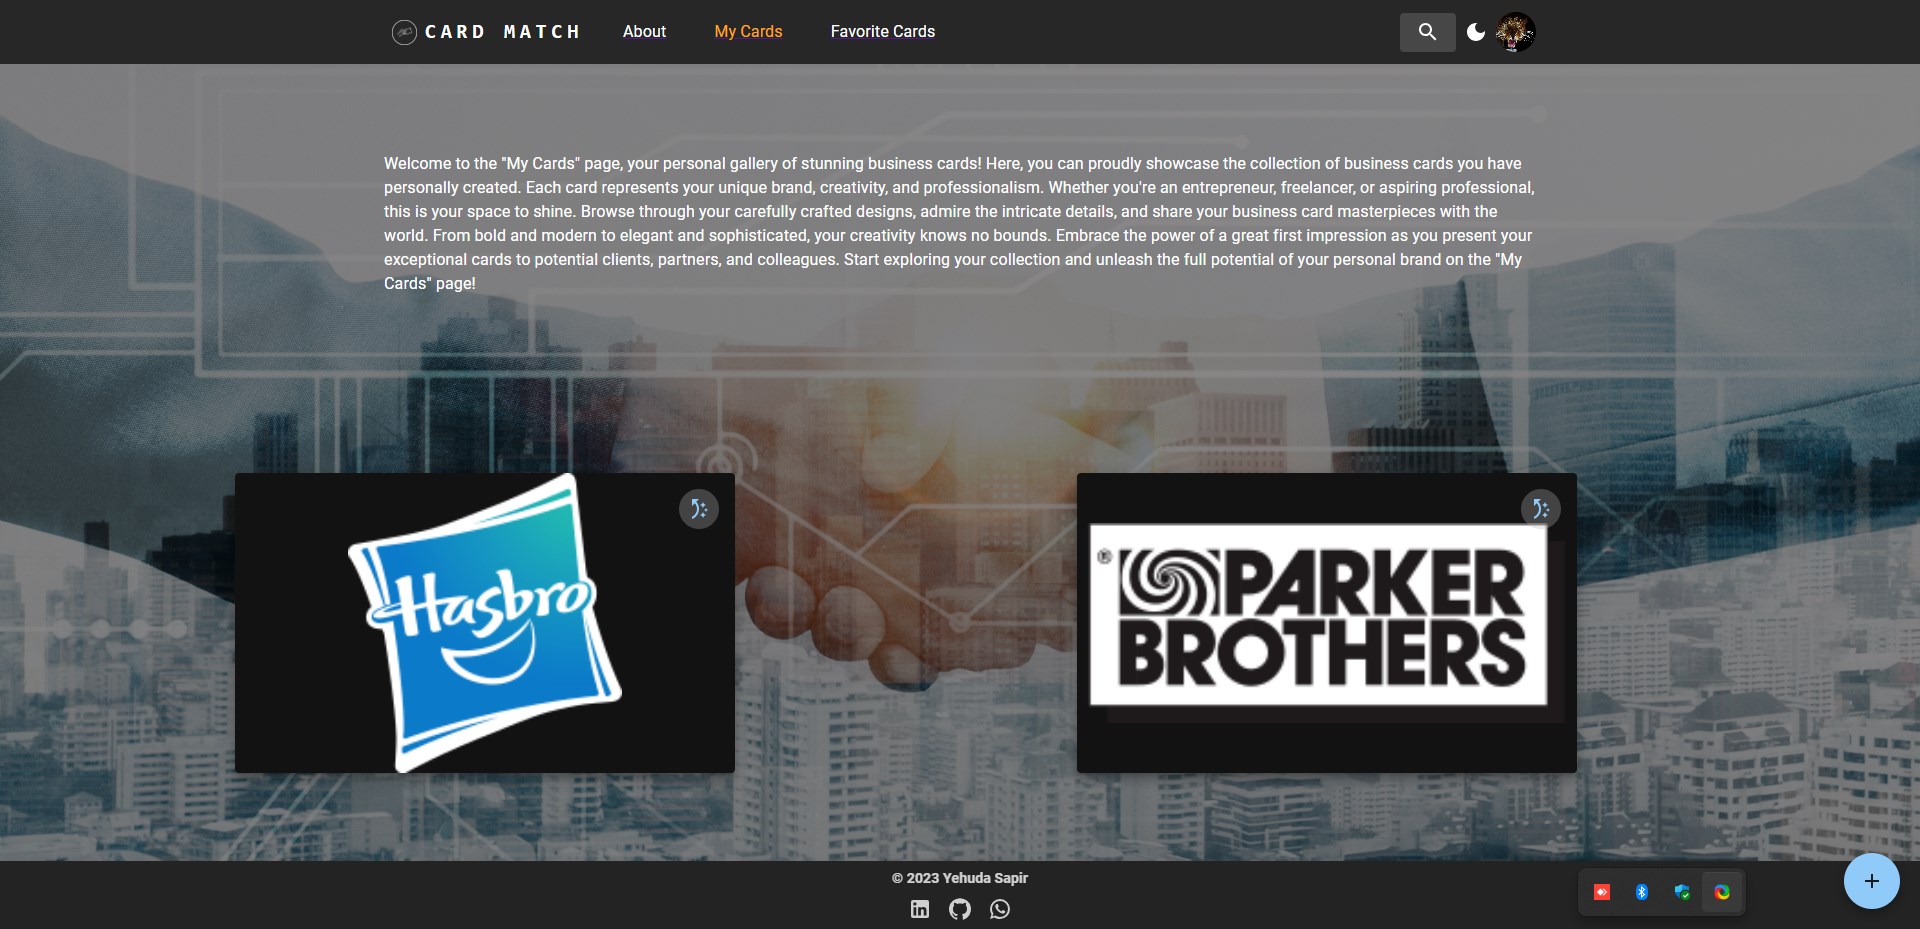 CARD MATCH
About
My Cards
Favorite Cards
Welcome to the "My Cards" page, your personal gallery of stunning business cards! Here, you can proudly showcase the collection of business cards you have
personally created. Each card represents your unique brand, creativity, and professionalism. Whether you're an entrepreneur, freelancer, or aspiring professional,
this is your space to shine. Browse through your carefully crafted designs, admire the intricate details, and share your business card masterpieces with the
world. From bold and modern to elegant and sophisticated, your creativity knows no bounds. Embrace the power of a great first impression as you present your
exceptional cards to potential clients, partners, and colleagues. Start exploring your collection and unleash the full potential of your personal brand on the "My
Cards" page!
Hasbro
® PARKER
BROTHERS
© 2023 Yehuda Sapir